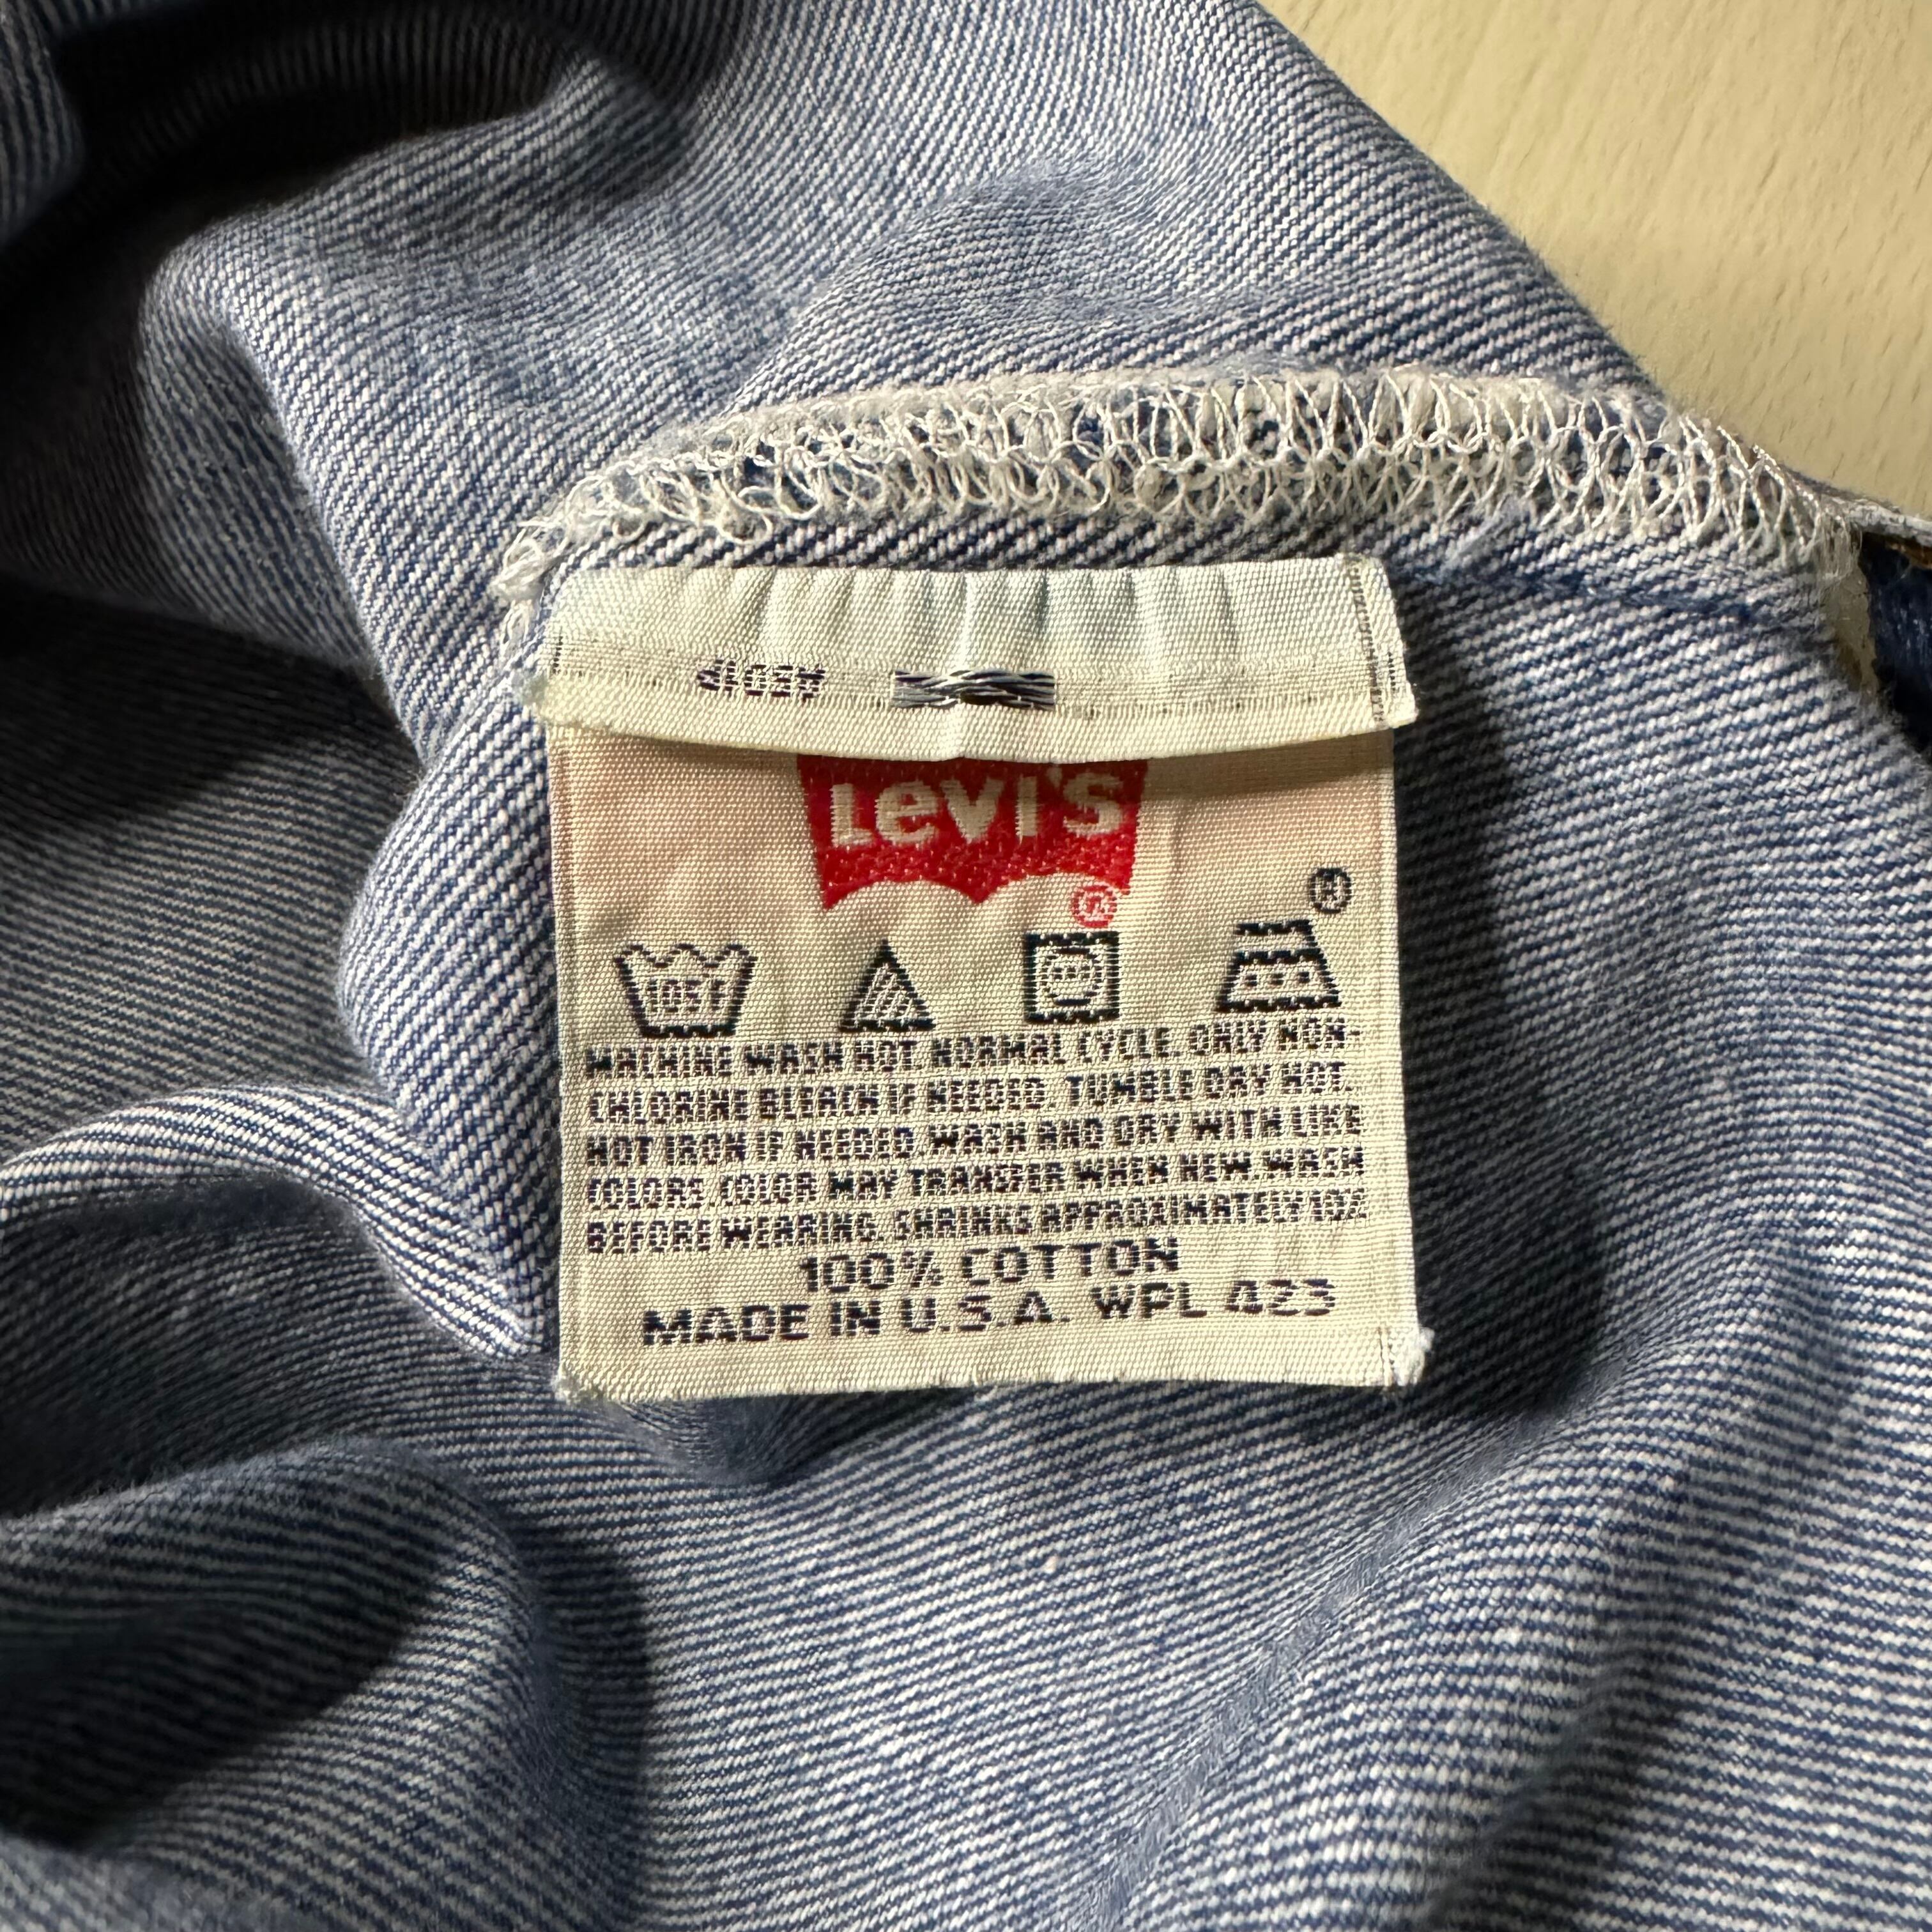 LEVI'S
®
®
105F
MACHINE WASH HOT. NORMAL CYCLE. ONLY NON-
CHLORINE BLEACH IF NEEDED. TUMBLE DRY HOT.
HOT IRON IF NEEDED. WASH AND DRY WITH LIKE
COLORS. COLOR MAY TRANSFER WHEN NEW. WASH
BEFORE WEARING. SHRINKS APPROXIMATELY 10%
100% COTTON
MADE IN U.S.A. WPL 423